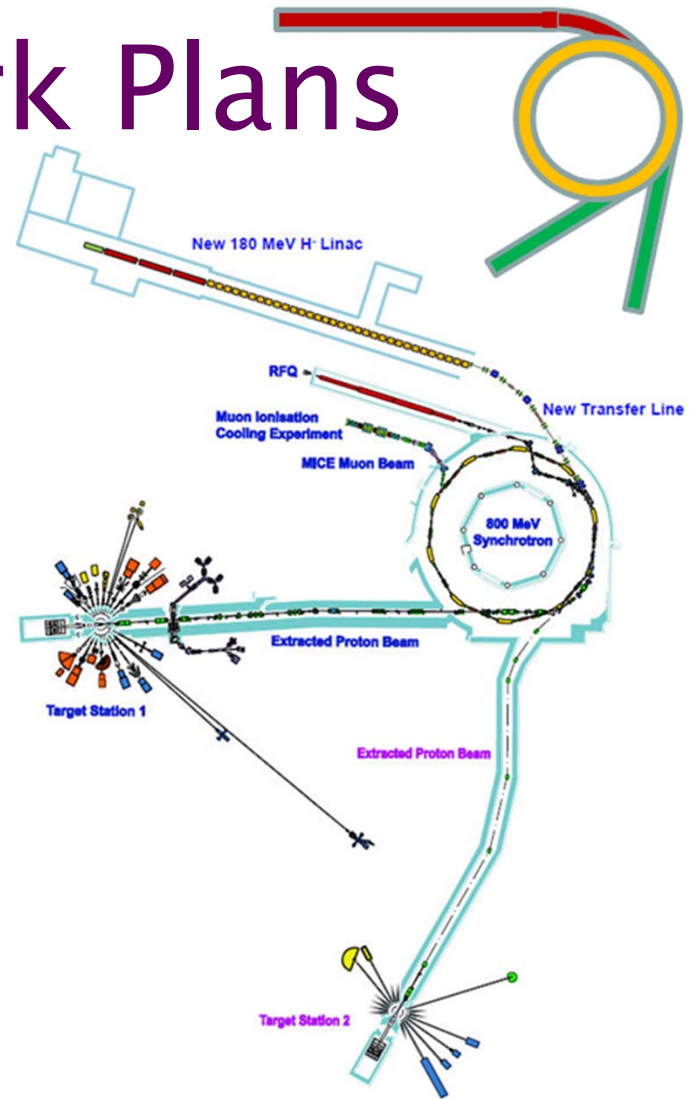 rk Plans
New 180 MeV H- Linac
RFQ
New Transfer Line
Muon Ionisation
Cooling Experiment
MICE Muon Beam
800 MeV
Synchrotron
Extracted Proton Beam
Target Station 1
Extracted Proton Beam
Target Station 2